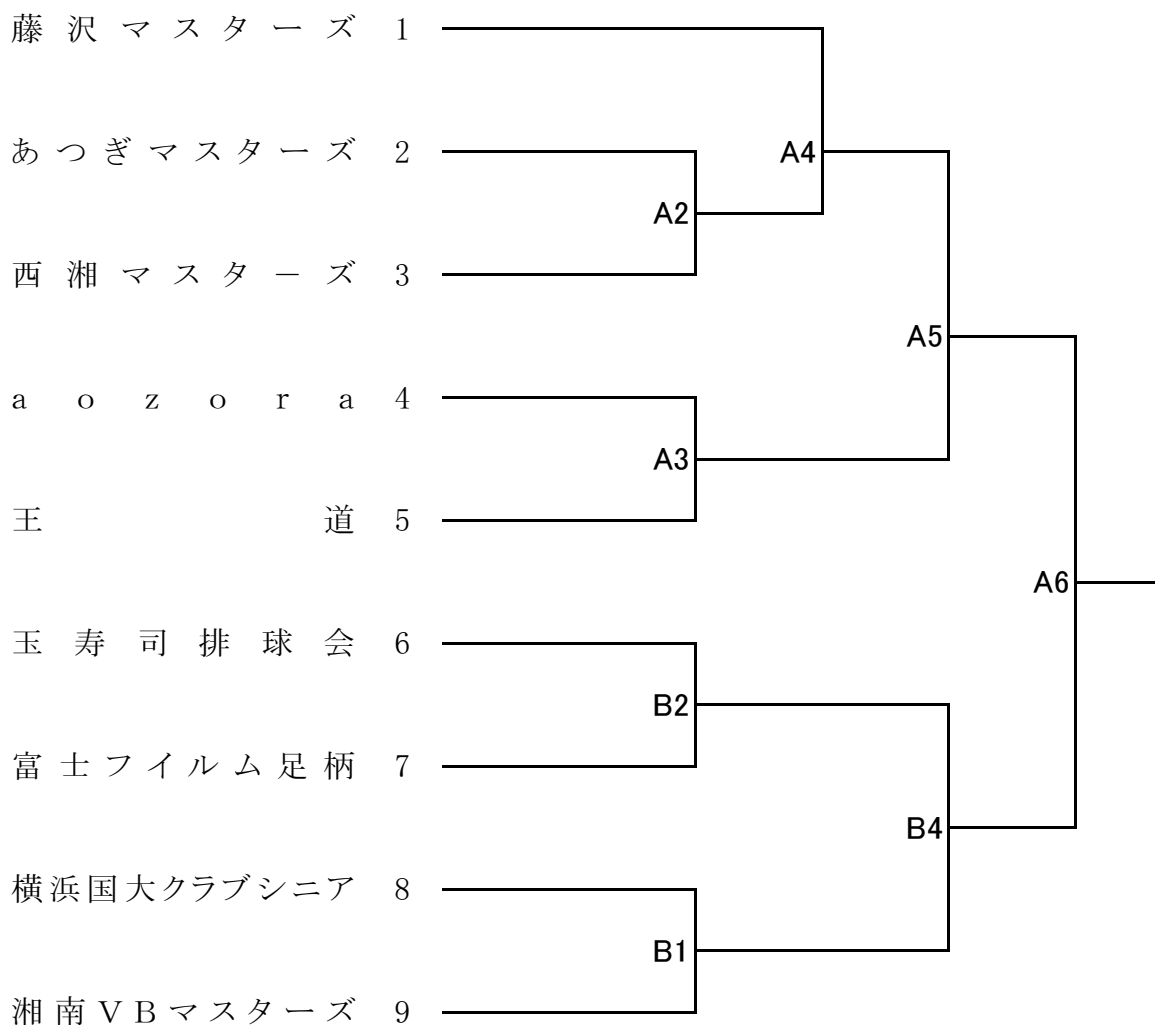 藤沢マスターズ 1
あつぎマスターズ 2
A4
A2
西湘マスタ－ズ 3
A5
aozora 4
A3
王道 5
A6
玉寿司排球会 6
B2
富士フイルム足柄 7
B4
横浜国大クラブシニア 8
B1
湘南VBマスターズ 9